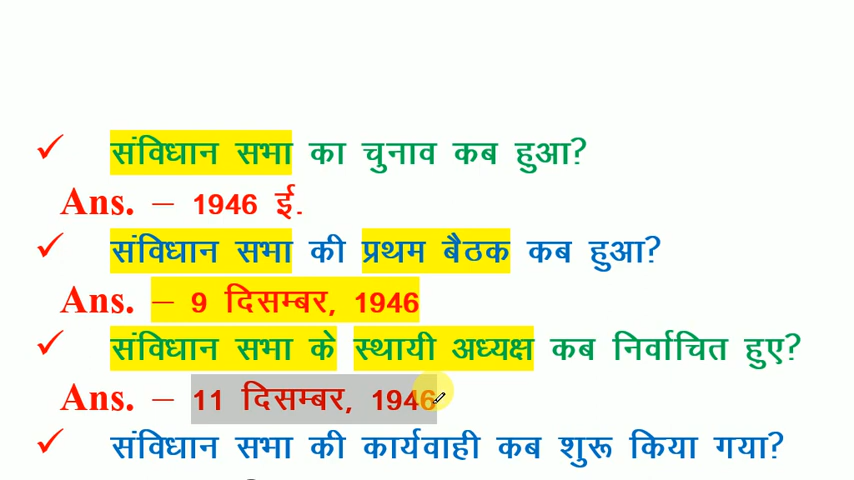 ✓ संविधान सभा का चुनाव कब हुआ?
Ans. – 1946 ई.
✓ संविधान सभा की प्रथम बैठक कब हुआ?
Ans. – 9 दिसम्बर, 1946
✓ संविधान सभा के स्थायी अध्यक्ष कब निर्वाचित हुए?
Ans. – 11 दिसम्बर, 1946
✓ संविधान सभा की कार्यवाही कब शुरू किया गया?